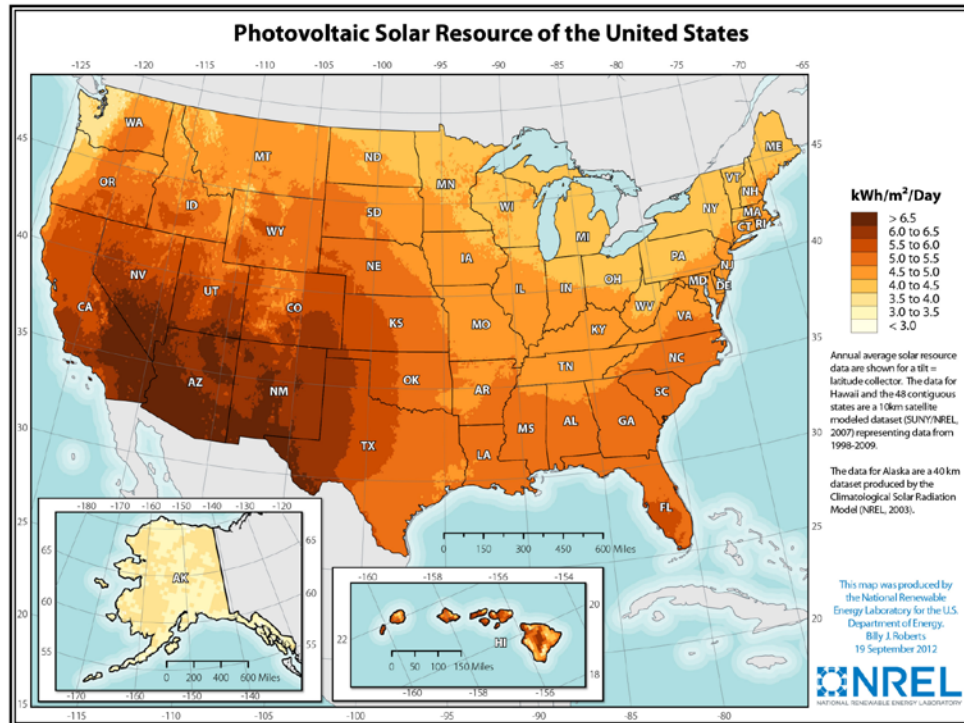 Photovoltaic Solar Resource of the United States
-125 -120 -115 -110 -105 -100 -95 -90 -85 -80 -75 -70 -65
45
40
35
30
25
20
15
45
40
35
30
25
20
-115 -110 -105 -100 -95 -90 -85 -80
WA
MT
ND
MN
ME
OR
ID
SD
WI
VT
NH
WY
MI
NY
MA
CT RI
NE
IA
PA
NJ
NV
UT
CO
IL
IN
OH
MD
DE
CA
KS
MO
WV
VA
KY
AZ
NM
OK
AR
TN
NC
SC
TX
LA
MS
AL
GA
FL
0 150 300 450 600 Miles
kWh/m²/Day
> 6.5
6.0 to 6.5
5.5 to 6.0
5.0 to 5.5
4.5 to 5.0
4.0 to 4.5
3.5 to 4.0
3.0 to 3.5
< 3.0
Annual average solar resource
data are shown for a tilt =
latitude collector. The data for
Hawaii and the 48 contiguous
states are a 10km satellite
modeled dataset (SUNY/NREL,
2007) representing data from
1998-2009.
The data for Alaska are a 40 km
dataset produced by the
Climatological Solar Radiation
Model (NREL, 2003).
-180 -170 -160 -150 -140 -130 -120
65
60
55
60
55
AK
0 200 400 600 Miles
-170 -160 -150 -140
-160 -158 -156 -154
22
20
18
HI
0 50 100 150 Miles
-160 -158 -156
This map was produced by
the National Renewable
Energy Laboratory for the U.S.
Department of Energy.
Billy J. Roberts
19 September 2012
NREL
NATIONAL RENEWABLE ENERGY LABORATORY